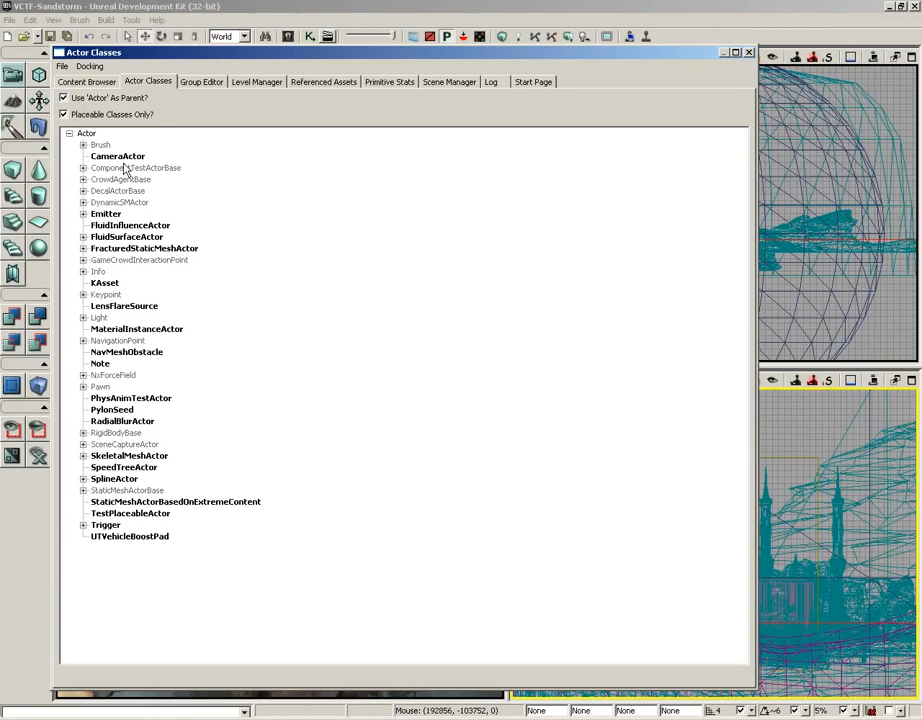 VCTF-Sandstorm - Unreal Development Kit (32-bit)
File Edit View Brush Build Tools Help
World
Actor Classes
File Docking
Content Browser Actor Classes Group Editor Level Manager Referenced Assets Primitive Stats Scene Manager Log Start Page
Use 'Actor' As Parent?
Placeable Classes Only?
Actor
Brush
CameraActor
ComponentTestActorBase
CrowdAgentBase
DecalActorBase
DynamicSMActor
Emitter
FluidInfluenceActor
FluidSurfaceActor
FracturedStaticMeshActor
GameCrowdInteractionPoint
Info
KAsset
Keypoint
LensFlareSource
Light
MaterialInstanceActor
NavigationPoint
NavMeshObstacle
Note
NxForceField
Pawn
PhysAnimTestActor
PylonSeed
RadialBlurActor
RigidBodyBase
SceneCaptureActor
SkeletalMeshActor
SpeedTreeActor
SplineActor
StaticMeshActorBase
StaticMeshActorBasedOnExtremeContent
TestPlaceableActor
Trigger
UTVehicleBoostPad
Mouse: (192856, -103752, 0) None None None None 4 ~6 5%